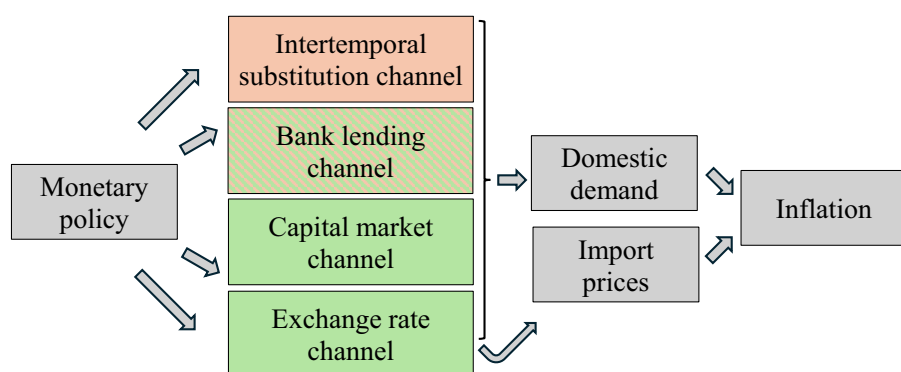 Intertemporal
substitution channel
Bank lending
channel
Monetary
policy
Capital market
channel
Exchange rate
channel
Domestic
demand
Import
prices
Inflation